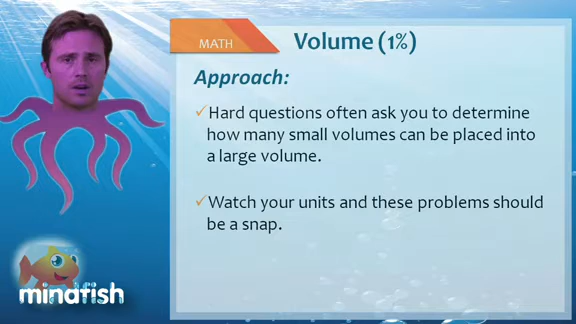 MATH
Volume (1%)
Approach:
✓Hard questions often ask you to determine
how many small volumes can be placed into
a large volume.
✓Watch your units and these problems should
be a snap.
mindfish